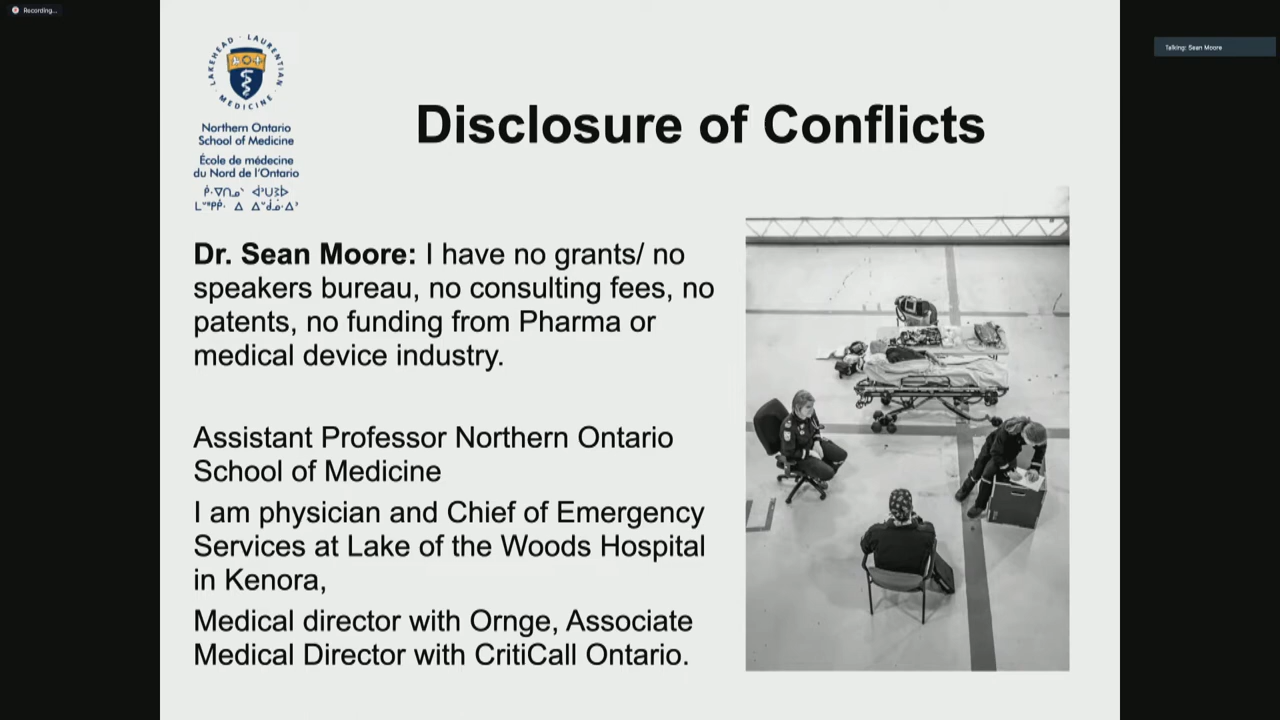 Recording...
Talking: Sean Moore
LAKEHEAD · LAURENTIAN
MEDICINE
Northern Ontario
School of Medicine
École de médecine
du Nord de l'Ontario
Disclosure of Conflicts
Dr. Sean Moore: I have no grants/ no
speakers bureau, no consulting fees, no
patents, no funding from Pharma or
medical device industry.
Assistant Professor Northern Ontario
School of Medicine
I am physician and Chief of Emergency
Services at Lake of the Woods Hospital
in Kenora,
Medical director with Ornge, Associate
Medical Director with CritiCall Ontario.